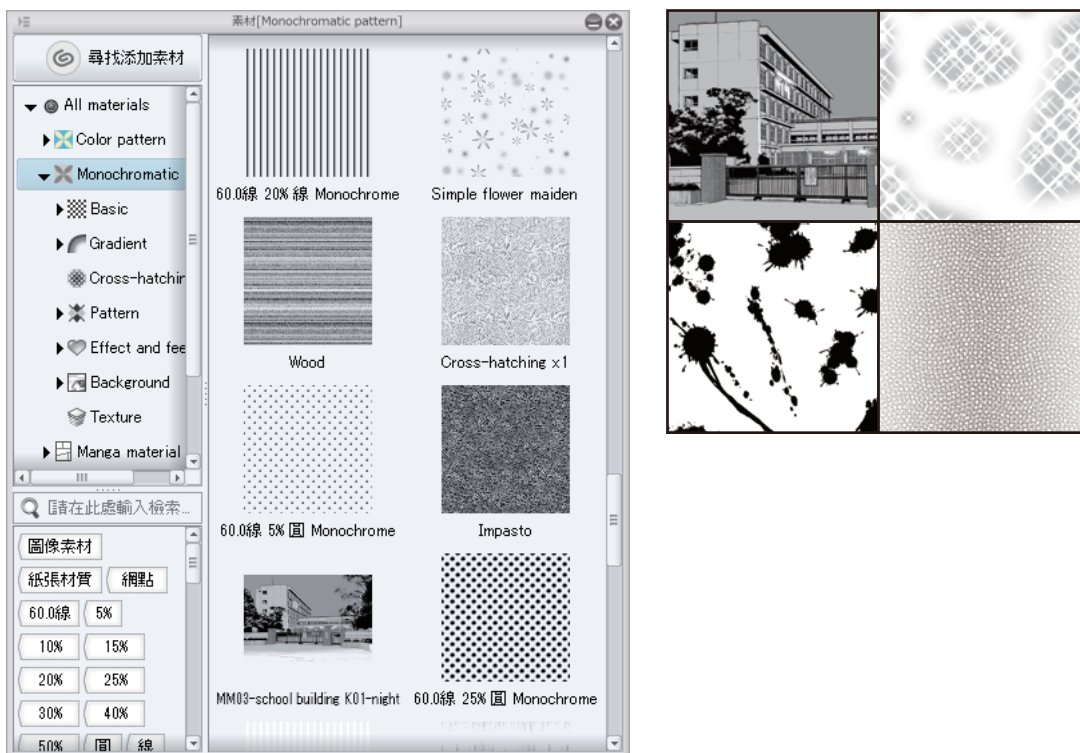 素材[Monochromatic pattern]
尋找添加素材
All materials
Color pattern
Monochromatic
Basic
Gradient
Cross-hatchin
Pattern
Effect and fee
Background
Texture
Manga material
請在此處輸入檢索...
圖像素材
紙張材質 網點
60.0線 5%
10% 15%
20% 25%
30% 40%
50% 圓 線
60.0線 20% 線 Monochrome
Simple flower maiden
Wood
Cross-hatching x1
60.0線 5% 圓 Monochrome
Impasto
MM03-school building K01-night
60.0線 25% 圓 Monochrome